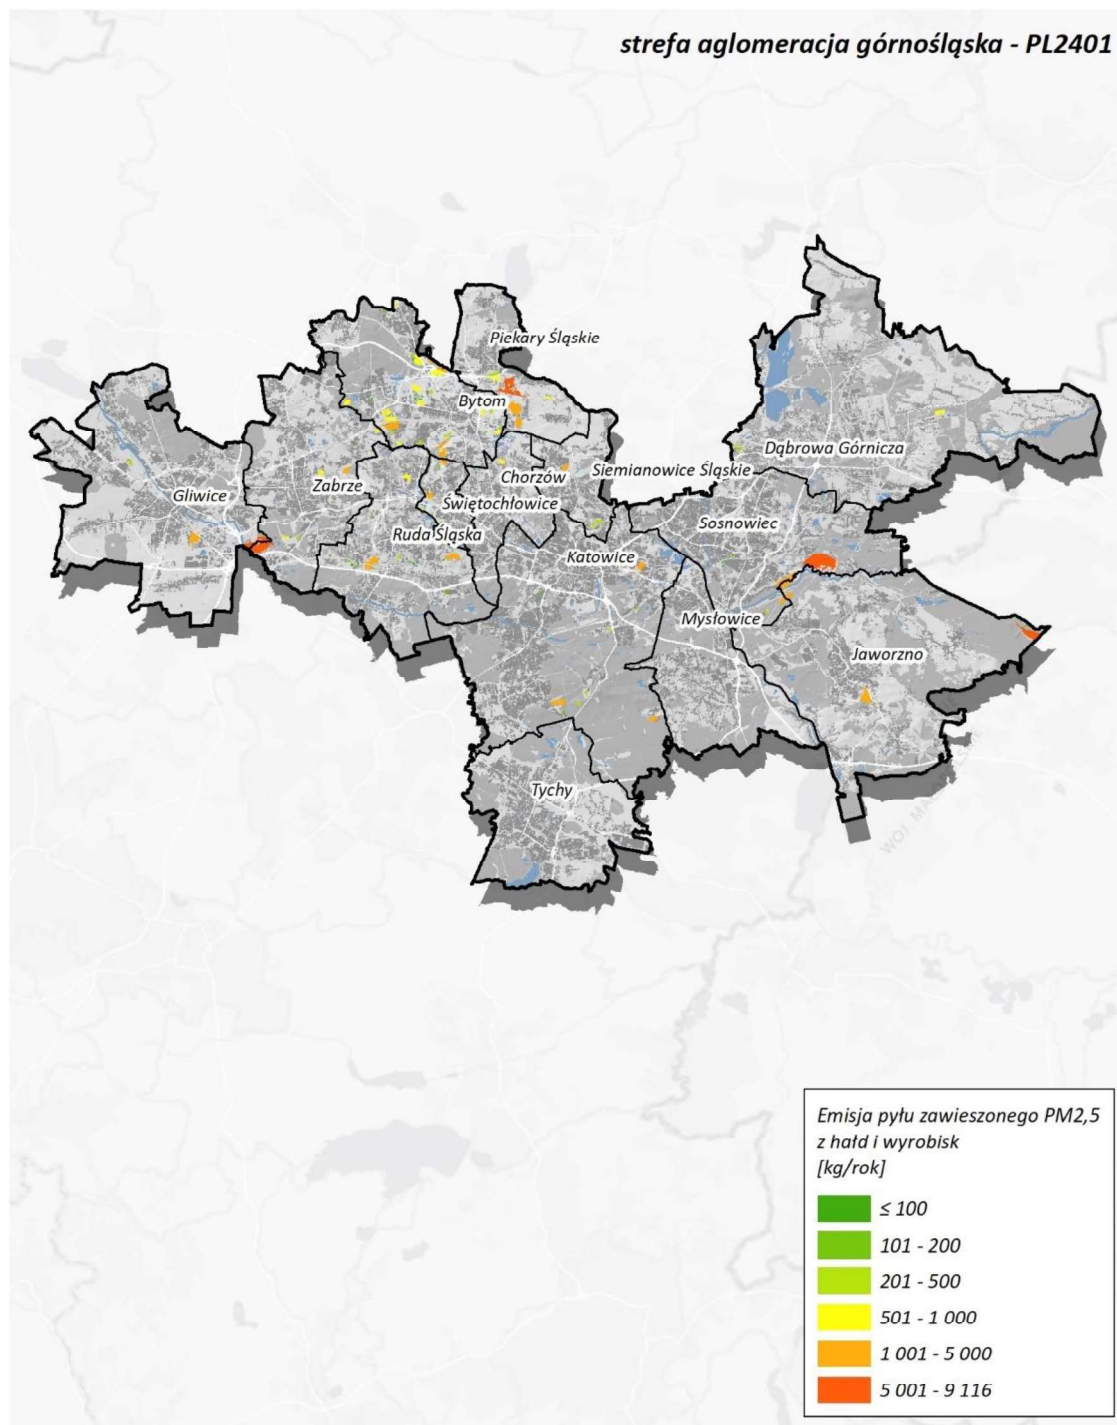 strefa aglomeracja górnośląska - PL2401
Piekary Śląskie
Bytom
Dąbrowa Górnicza
Siemianowice Śląskie
Chorzów
Zabrze
Gliwice
Świętochłowice
Sosnowiec
Ruda Śląska
Katowice
Mysłowice
Jaworzno
Tychy
Emisja pyłu zawieszonego PM2,5
z hałd i wyrobisk
[kg/rok]
≤ 100
101 - 200
201 - 500
501 - 1 000
1 001 - 5 000
5 001 - 9 116